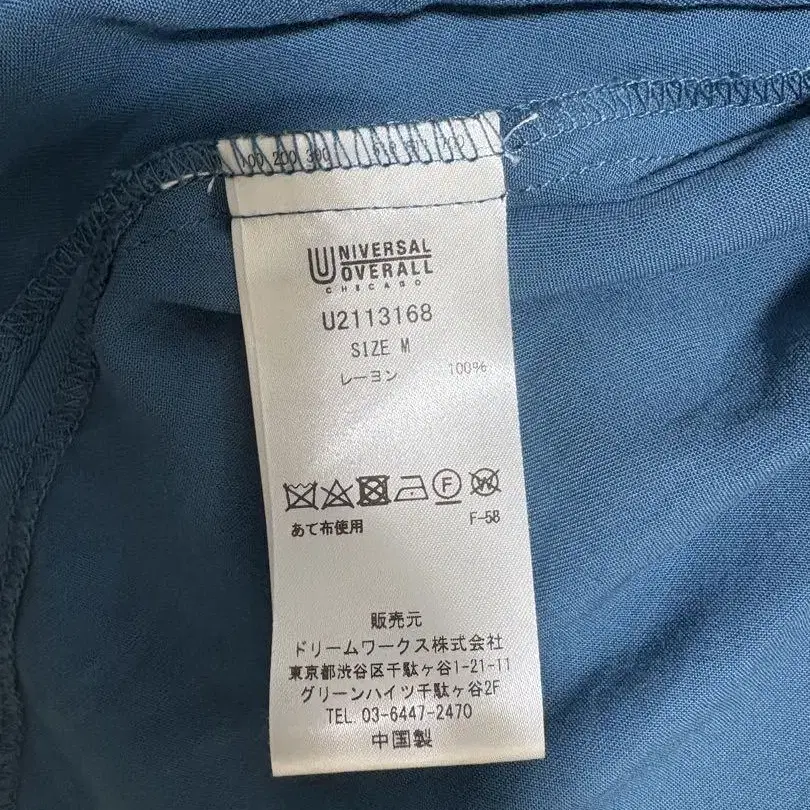 UNIVERSAL
OVERALL
CHICAGO
U2113168
SIZE M
レーヨン 100%
F W
あて布使用 F-58
販売元
ドリームワークス株式会社
東京都渋谷区千駄ヶ谷1-21-11
グリーンハイツ千駄ヶ谷2F
TEL. 03-6447-2470
中国製